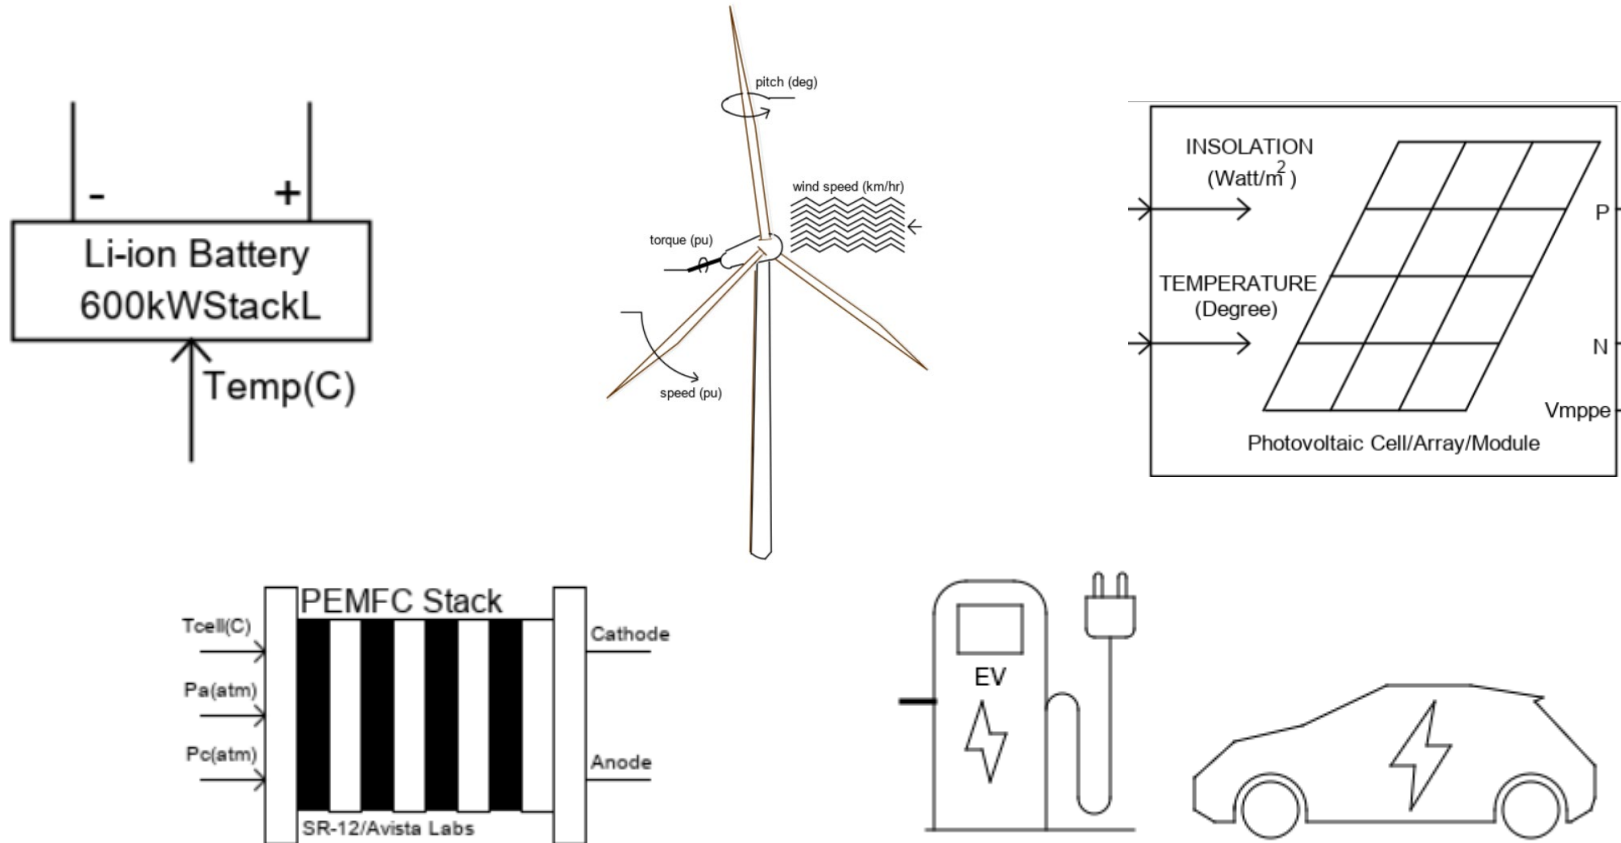 -
+
Li-ion Battery
600kWStackL
Temp(C)
pitch (deg)
wind speed (km/hr)
torque (pu)
speed (pu)
INSOLATION
(Watt/m²)
TEMPERATURE
(Degree)
P
N
Vmppe
Photovoltaic Cell/Array/Module
PEMFC Stack
Tcell(C)
Pa(atm)
Pc(atm)
Cathode
Anode
SR-12/Avista Labs
EV